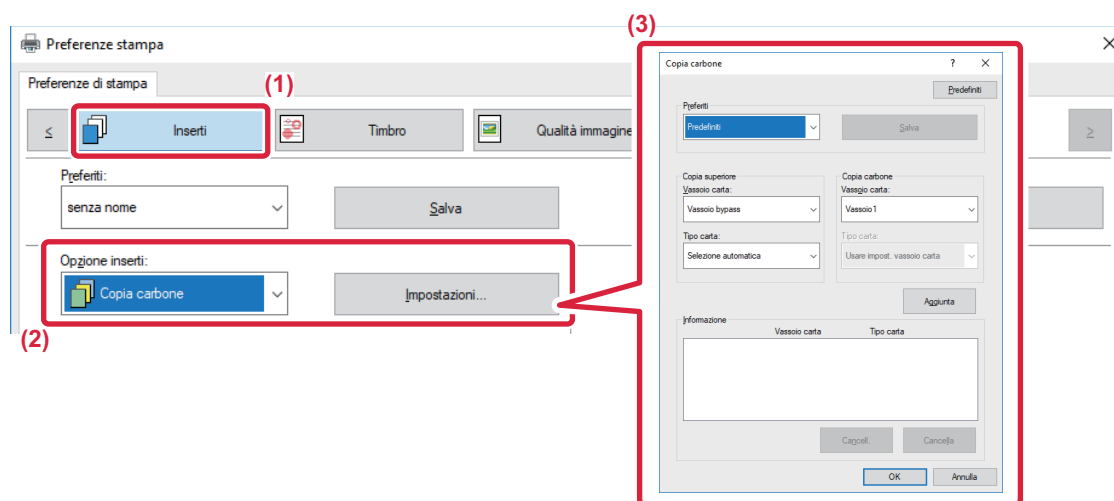 (3)
Preferenze stampa
Preferenze di stampa
(1)
Inserti
Timbro
Qualità immagine
Preferiti:
senza nome
Salva
Opzione inserti:
Copia carbone
Impostazioni...
(2)
Copia carbone
Predefiniti
Preferiti
Predefiniti
Salva
Copia superiore
Vassoio carta:
Vassoio bypass
Tipo carta:
Selezione automatica
Copia carbone
Vassoio carta:
Vassoio1
Tipo carta:
Usare impost. vassoio carta
Aggiunta
Informazione
Vassoio carta Tipo carta
Cancell. Cancella
OK Annulla